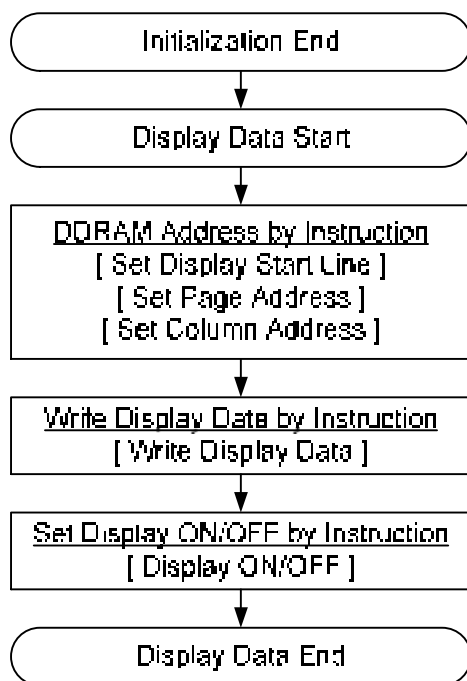 Initialization End
Display Data Start
DDRAM Address by Instruction
[ Set Display Start Line ]
[ Set Page Address ]
[ Set Column Address ]
Write Display Data by Instruction
[ Write Display Data ]
Set Display ON/OFF by Instruction
[ Display ON/OFF ]
Display Data End